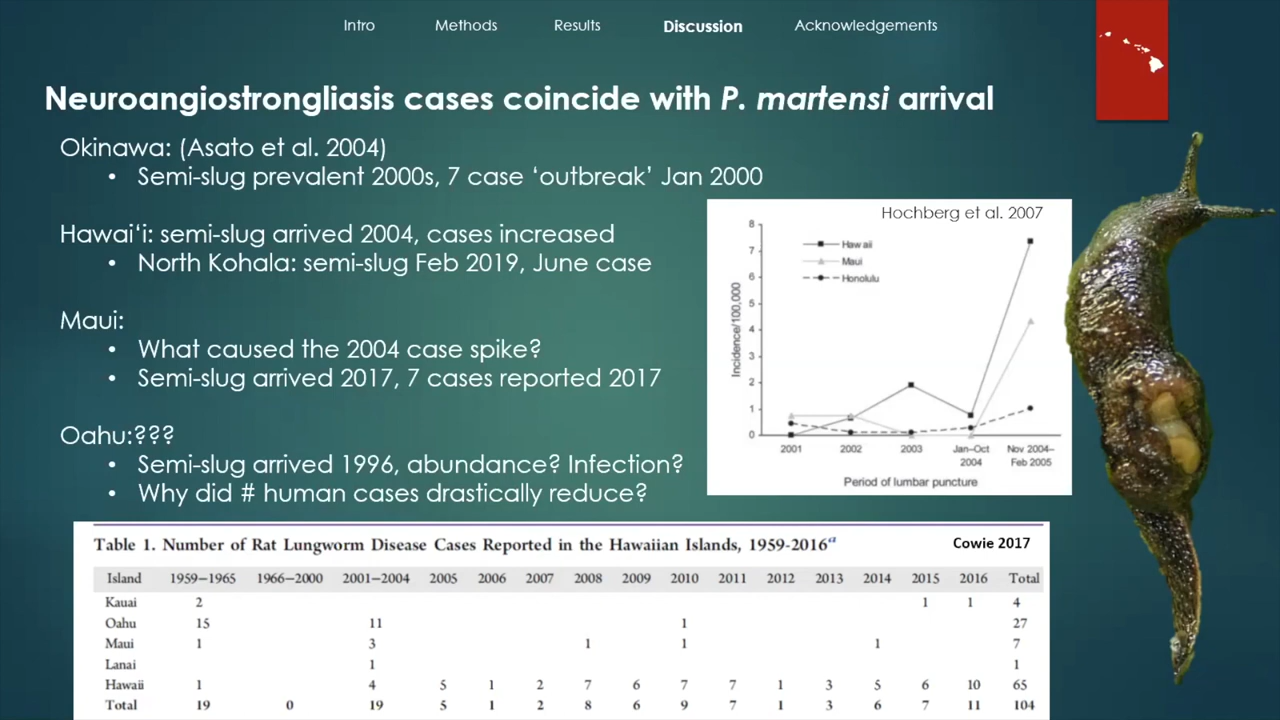 Intro Methods Results Discussion Acknowledgements
Neuroangiostrongliasis cases coincide with P. martensi arrival
Okinawa: (Asato et al. 2004)
• Semi-slug prevalent 2000s, 7 case ‘outbreak’ Jan 2000
Hawaiʻi: semi-slug arrived 2004, cases increased
• North Kohala: semi-slug Feb 2019, June case
Maui:
• What caused the 2004 case spike?
• Semi-slug arrived 2017, 7 cases reported 2017
Oahu:???
• Semi-slug arrived 1996, abundance? Infection?
• Why did # human cases drastically reduce?
Hochberg et al. 2007
Hawaii
Maui
Honolulu
Incidence/100,000
8
7
6
5
4
3
2
1
0
2001 2002 2003 Jan–Oct 2004 Nov 2004–Feb 2005
Period of lumbar puncture
Table 1. Number of Rat Lungworm Disease Cases Reported in the Hawaiian Islands, 1959-2016a
Cowie 2017
Island 1959–1965 1966–2000 2001–2004 2005 2006 2007 2008 2009 2010 2011 2012 2013 2014 2015 2016 Total
Kauai 2 1 1 4
Oahu 15 11 1 27
Maui 1 3 1 1 1 7
Lanai 1 1
Hawaii 1 4 5 1 2 7 6 7 7 1 3 5 6 10 65
Total 19 0 19 5 1 2 8 6 9 7 1 3 6 7 11 104